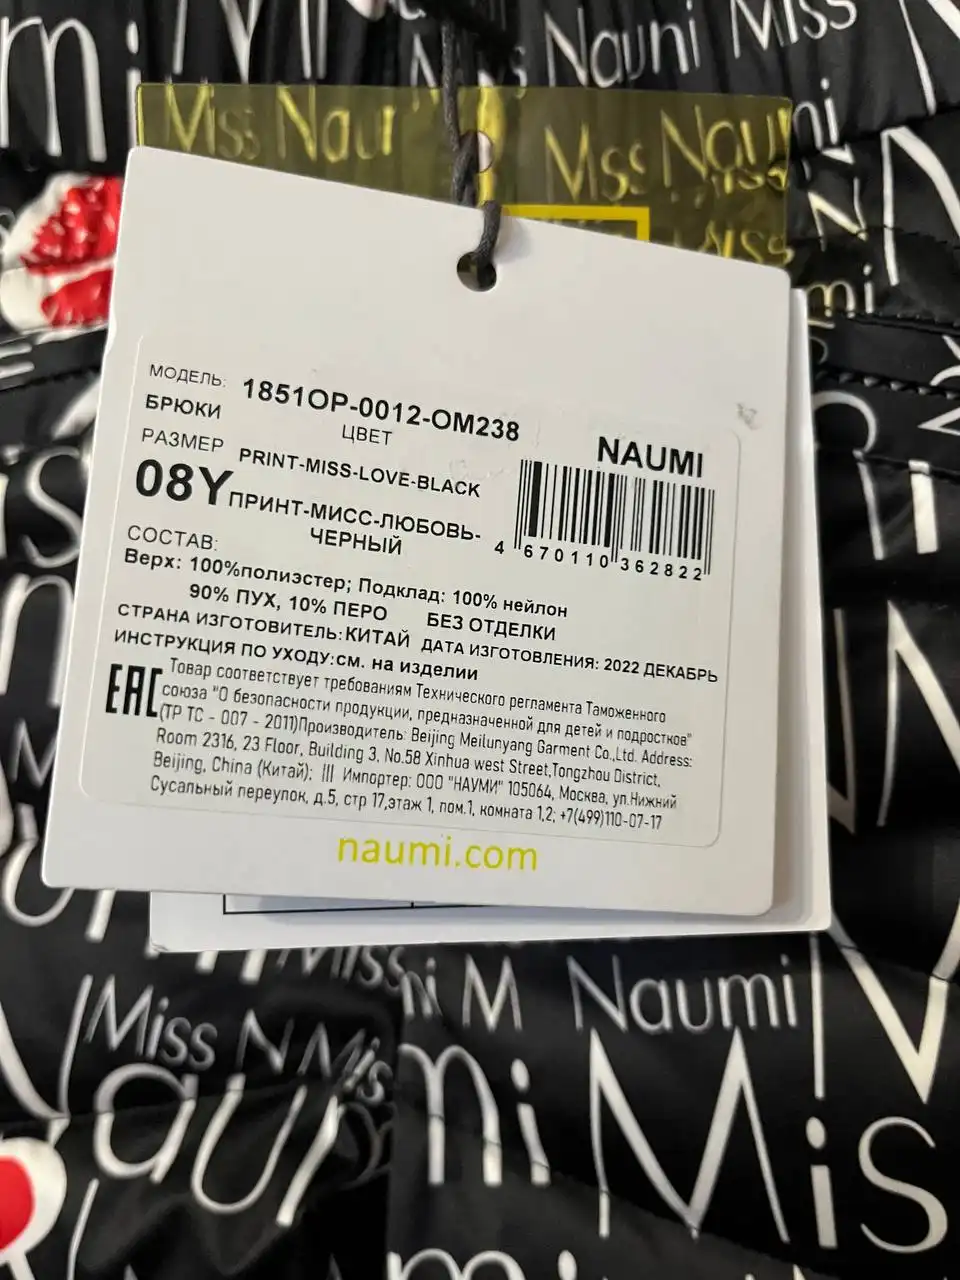 Nauni Miss
Miss Naumi
Miss
МОДЕЛЬ: 1851OP-0012-OM238
БРЮКИ
ЦВЕТ
NAUMI
РАЗМЕР
PRINT-MISS-LOVE-BLACK
08Y
ПРИНТ-МИСС-ЛЮБОВЬ-
ЧЕРНЫЙ
4 670110 362822
СОСТАВ:
Верх: 100%полиэстер; Подклад: 100% нейлон
90% ПУХ, 10% ПЕРО БЕЗ ОТДЕЛКИ
СТРАНА ИЗГОТОВИТЕЛЬ:КИТАЙ ДАТА ИЗГОТОВЛЕНИЯ: 2022 ДЕКАБРЬ
ИНСТРУКЦИЯ ПО УХОДУ:см. на изделии
EAC
Товар соответствует требованиям Технического регламента Таможенного
союза "О безопасности продукции, предназначенной для детей и подростков"
(ТР ТС - 007 - 2011)Производитель: Beijing Meilunyang Garment Co.,Ltd. Address:
Room 2316, 23 Floor, Building 3, No.58 Xinhua west Street,Tongzhou District,
Beijing, China (Китай); ||| Импортер: ООО "НАУМИ" 105064, Москва, ул.Нижний
Сусальный переулок, д.5, стр 17,этаж 1, пом.1, комната 1,2; +7(499)110-07-17
naumi.com
Miss
Naumi
Miss N Mis